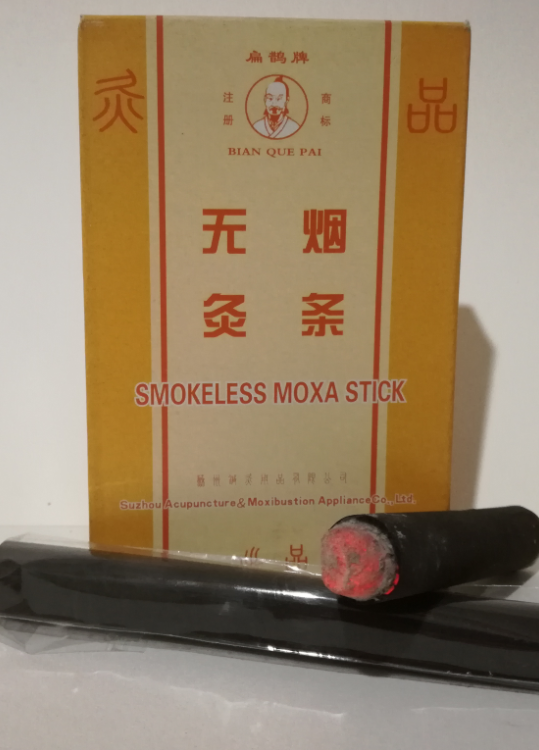 扁鹊牌
灸 品
注册 商标
BIAN QUE PAI
无 烟
灸 条
SMOKELESS MOXA STICK
Suzhou Acupuncture & Moxibustion Appliance Co., Ltd.
品